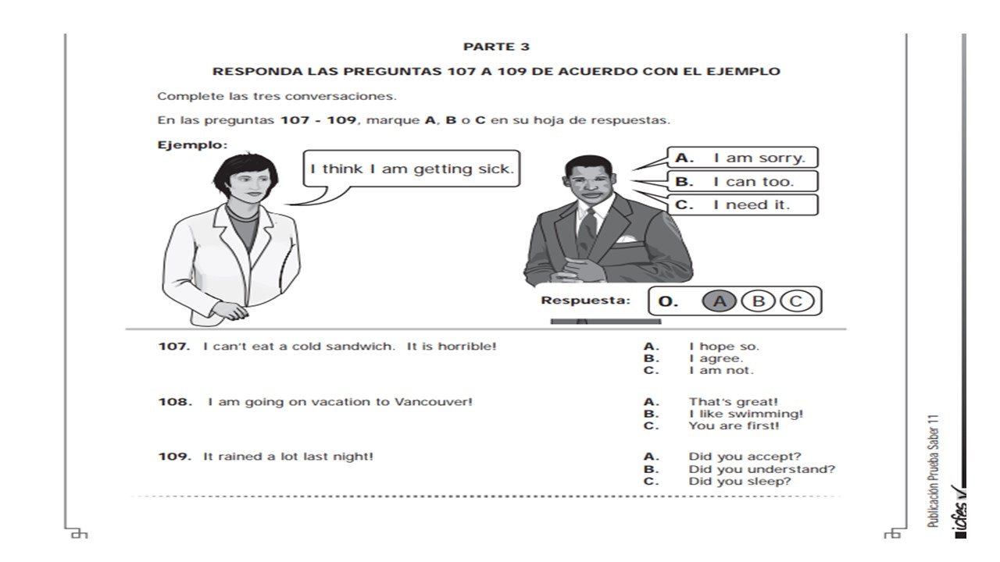 PARTE 3
RESPONDA LAS PREGUNTAS 107 A 109 DE ACUERDO CON EL EJEMPLO
Complete las tres conversaciones.
En las preguntas 107 - 109, marque A, B o C en su hoja de respuestas.
Ejemplo:
I think I am getting sick.
A. I am sorry.
B. I can too.
C. I need it.
Respuesta: 0. A B C
107. I can't eat a cold sandwich. It is horrible!
A. I hope so.
B. I agree.
C. I am not.
108. I am going on vacation to Vancouver!
A. That's great!
B. I like swimming!
C. You are first!
109. It rained a lot last night!
A. Did you accept?
B. Did you understand?
C. Did you sleep?
Publicación Prueba Saber 11
icfes